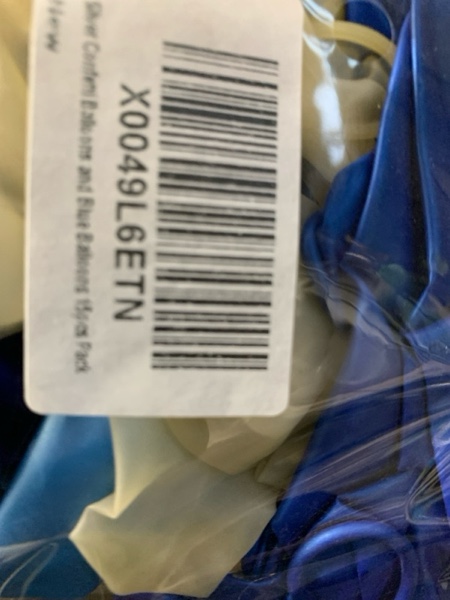 X0049L6ETN
Silver Confetti Balloons and Blue Balloons 15pcs Pack
New